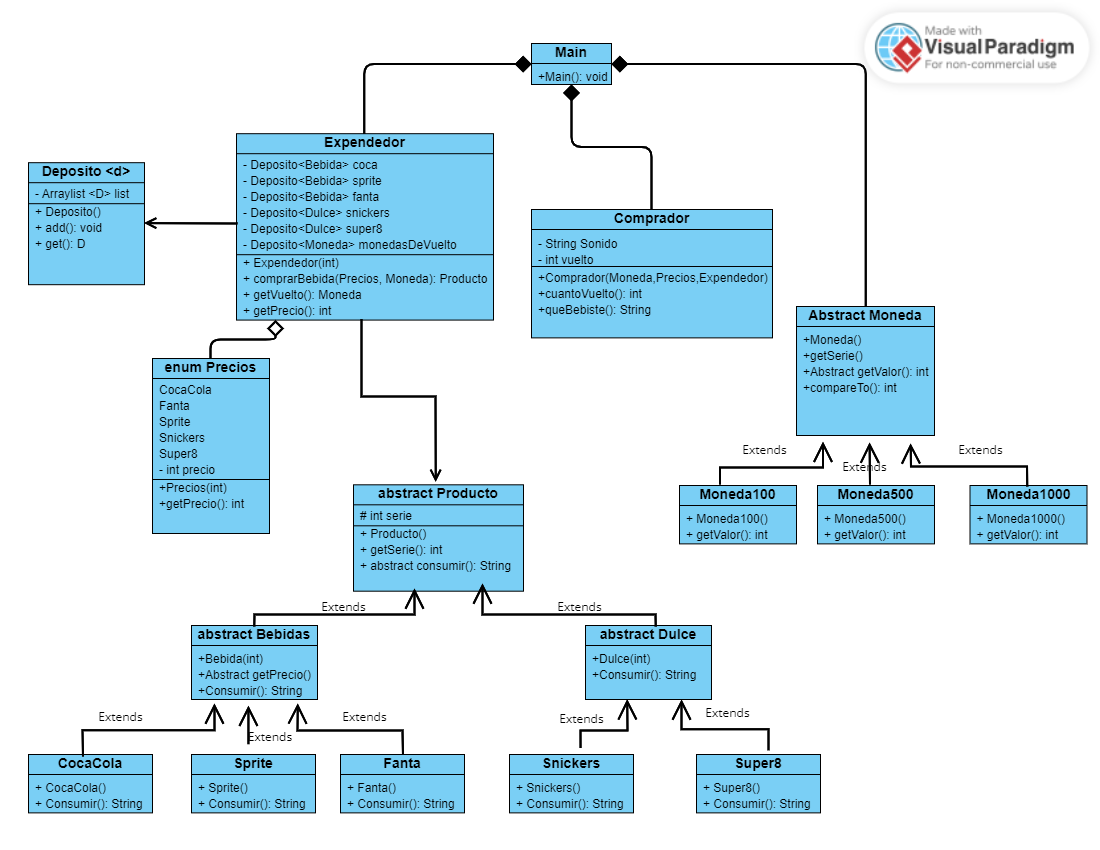 Made with
Visual Paradigm
For non-commercial use
Main
+Main(): void
Expendedor
- Deposito<Bebida> coca
- Deposito<Bebida> sprite
- Deposito<Bebida> fanta
- Deposito<Dulce> snickers
- Deposito<Dulce> super8
- Deposito<Moneda> monedasDeVuelto
+ Expendedor(int)
+ comprarBebida(Precios, Moneda): Producto
+ getVuelto(): Moneda
+ getPrecio(): int
Deposito <d>
- Arraylist <D> list
+ Deposito()
+ add(): void
+ get(): D
Comprador
- String Sonido
- int vuelto
+Comprador(Moneda,Precios,Expendedor)
+cuantoVuelto(): int
+queBebiste(): String
Abstract Moneda
+Moneda()
+getSerie()
+Abstract getValor(): int
+compareTo(): int
enum Precios
CocaCola
Fanta
Sprite
Snickers
Super8
- int precio
+Precios(int)
+getPrecio(): int
Extends
Extends
Extends
Moneda100
+ Moneda100()
+ getValor(): int
Moneda500
+ Moneda500()
+ getValor(): int
Moneda1000
+ Moneda1000()
+ getValor(): int
abstract Producto
# int serie
+ Producto()
+ getSerie(): int
+ abstract consumir(): String
Extends
Extends
abstract Bebidas
+Bebida(int)
+Abstract getPrecio()
+Consumir(): String
abstract Dulce
+Dulce(int)
+Consumir(): String
Extends
Extends
Extends
Extends
Extends
CocaCola
+ CocaCola()
+ Consumir(): String
Sprite
+ Sprite()
+ Consumir(): String
Fanta
+ Fanta()
+ Consumir(): String
Snickers
+ Snickers()
+ Consumir(): String
Super8
+ Super8()
+ Consumir(): String